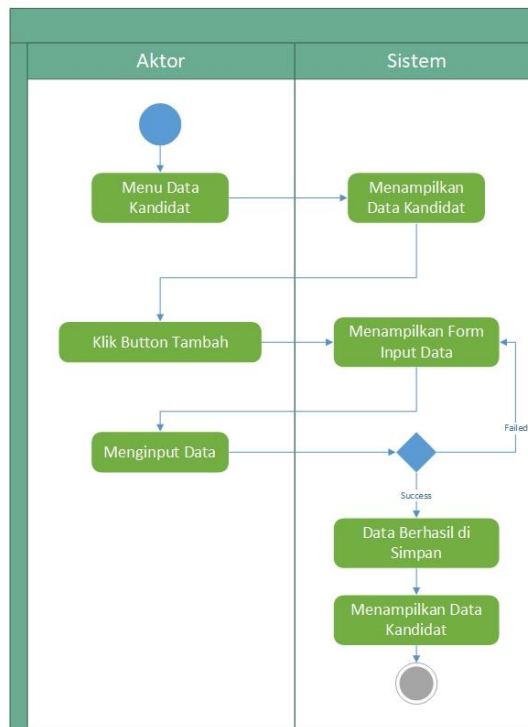 Aktor
Sistem
Menu Data
Kandidat
Menampilkan
Data Kandidat
Klik Button Tambah
Menampilkan Form
Input Data
Menginput Data
Failed
Success
Data Berhasil di
Simpan
Menampilkan Data
Kandidat